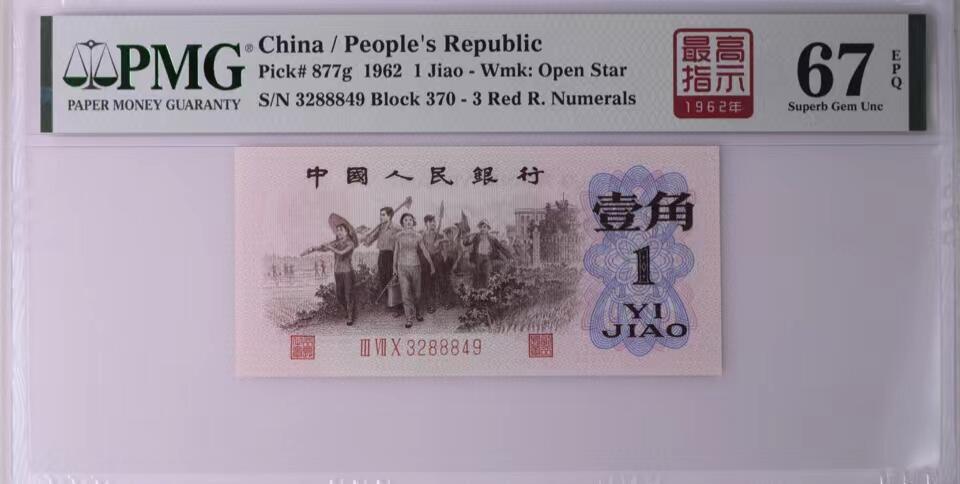 PMG®
PAPER MONEY GUARANTY
China / People's Republic
Pick# 877g 1962 1 Jiao - Wmk: Open Star
S/N 3288849 Block 370 - 3 Red R. Numerals
最高
指示
1962年
67
EPQ
Superb Gem Unc
中國人民銀行
壹角
1
YI
JIAO
III VII X 3288849